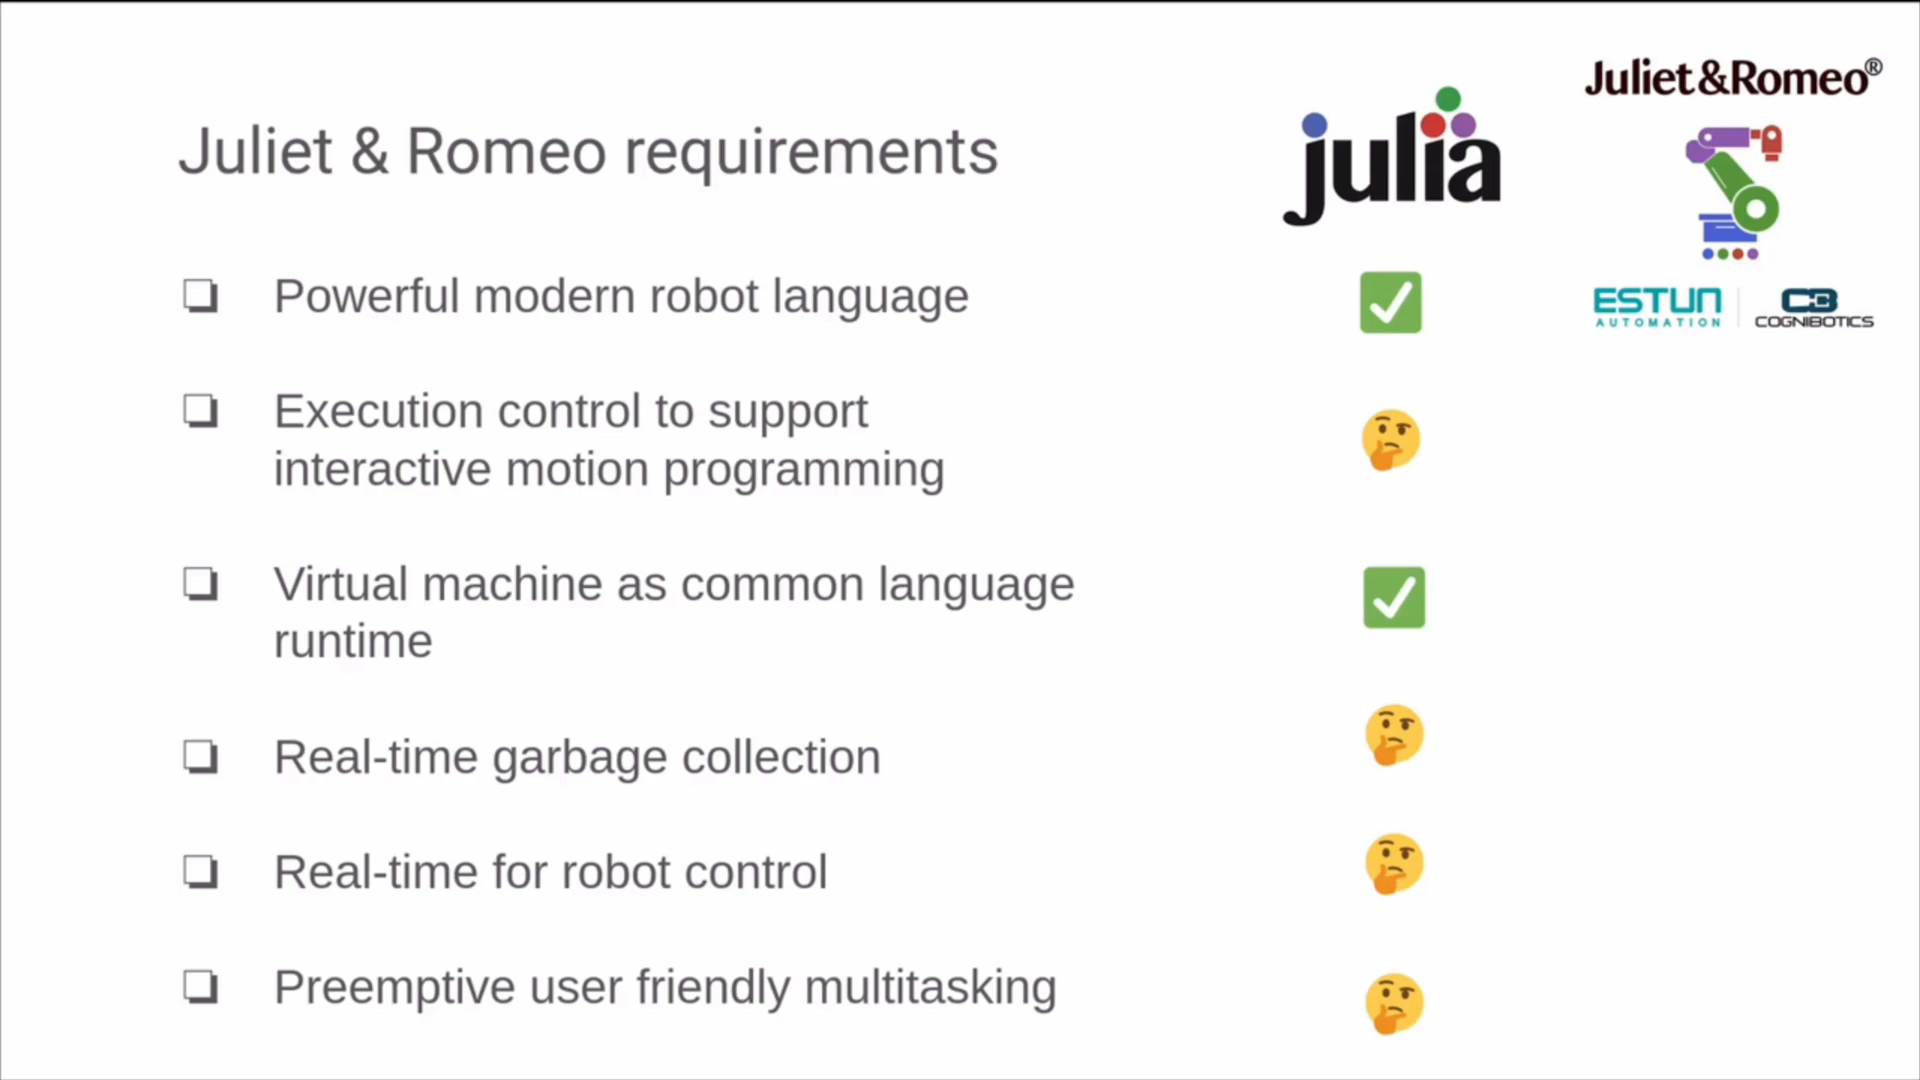 Juliet&Romeo®
Juliet & Romeo requirements
julia
ESTUN
AUTOMATION
COGNIBOTICS
Powerful modern robot language
Execution control to support
interactive motion programming
Virtual machine as common language
runtime
Real-time garbage collection
Real-time for robot control
Preemptive user friendly multitasking